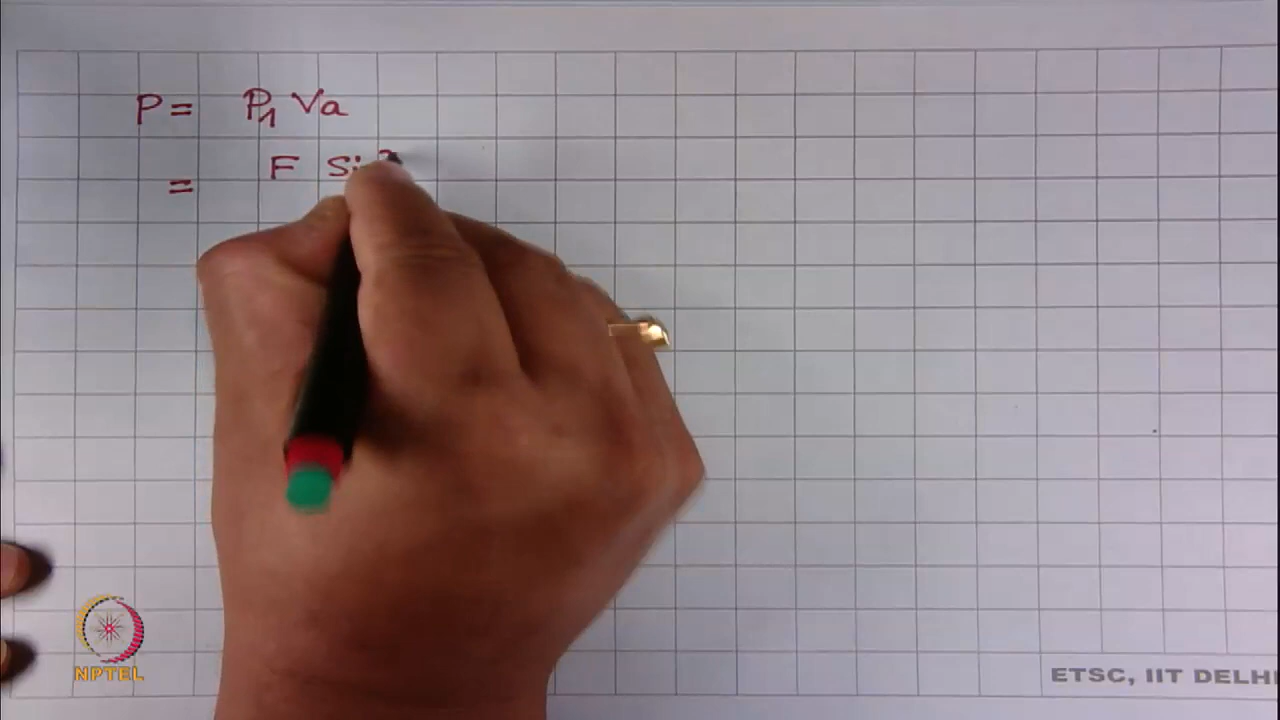 P = P₁ Va
= F Si
NPTEL
ETSC, IIT DELHI